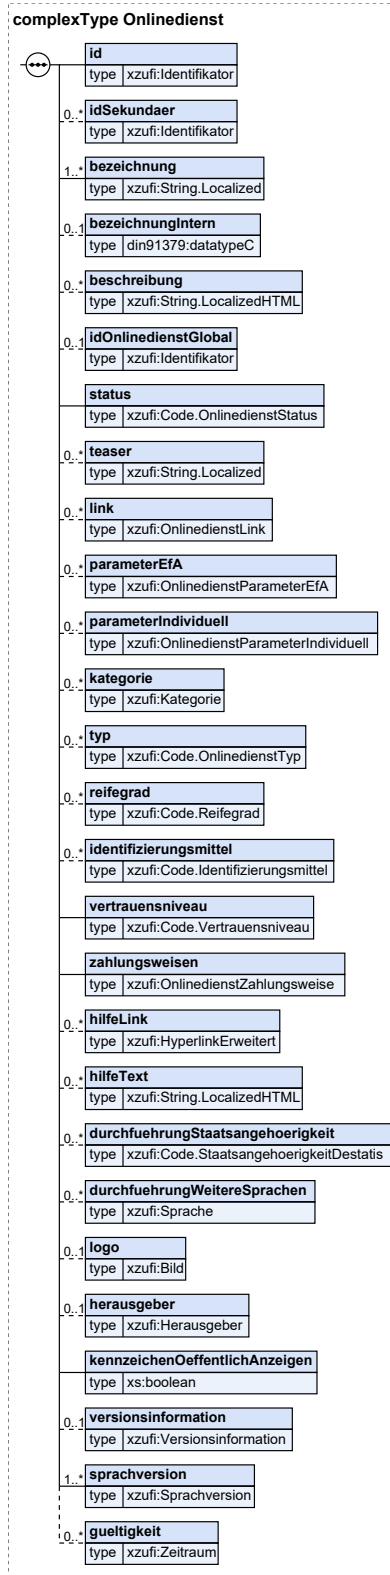 complexType Onlinedienst
id
type xzufi:Identifikator
0..* idSekundaer
type xzufi:Identifikator
1..* bezeichnung
type xzufi:String.Localized
0..1 bezeichnungIntern
type din91379:datatypeC
0..* beschreibung
type xzufi:String.LocalizedHTML
0..1 idOnlinedienstGlobal
type xzufi:Identifikator
status
type xzufi:Code.OnlinedienstStatus
0..* teaser
type xzufi:String.Localized
0..* link
type xzufi:OnlinedienstLink
0..* parameterEfA
type xzufi:OnlinedienstParameterEfA
0..* parameterIndividuell
type xzufi:OnlinedienstParameterIndividuell
0..* kategorie
type xzufi:Kategorie
0..* typ
type xzufi:Code.OnlinedienstTyp
0..* reifegrad
type xzufi:Code.Reifegrad
0..* identifizierungsmittel
type xzufi:Code.Identifizierungsmittel
vertrauensniveau
type xzufi:Code.Vertrauensniveau
zahlungsweisen
type xzufi:OnlinedienstZahlungsweise
0..* hilfeLink
type xzufi:HyperlinkErweitert
0..* hilfeText
type xzufi:String.LocalizedHTML
0..* durchfuehrungStaatsangehoerigkeit
type xzufi:Code.StaatsangehoerigkeitDestatis
0..* durchfuehrungWeitereSprachen
type xzufi:Sprache
0..1 logo
type xzufi:Bild
0..1 herausgeber
type xzufi:Herausgeber
kennzeichenOeffentlichAnzeigen
type xs:boolean
0..1 versionsinformation
type xzufi:Versionsinformation
1..* sprachversion
type xzufi:Sprachversion
0..* gueltigkeit
type xzufi:Zeitraum